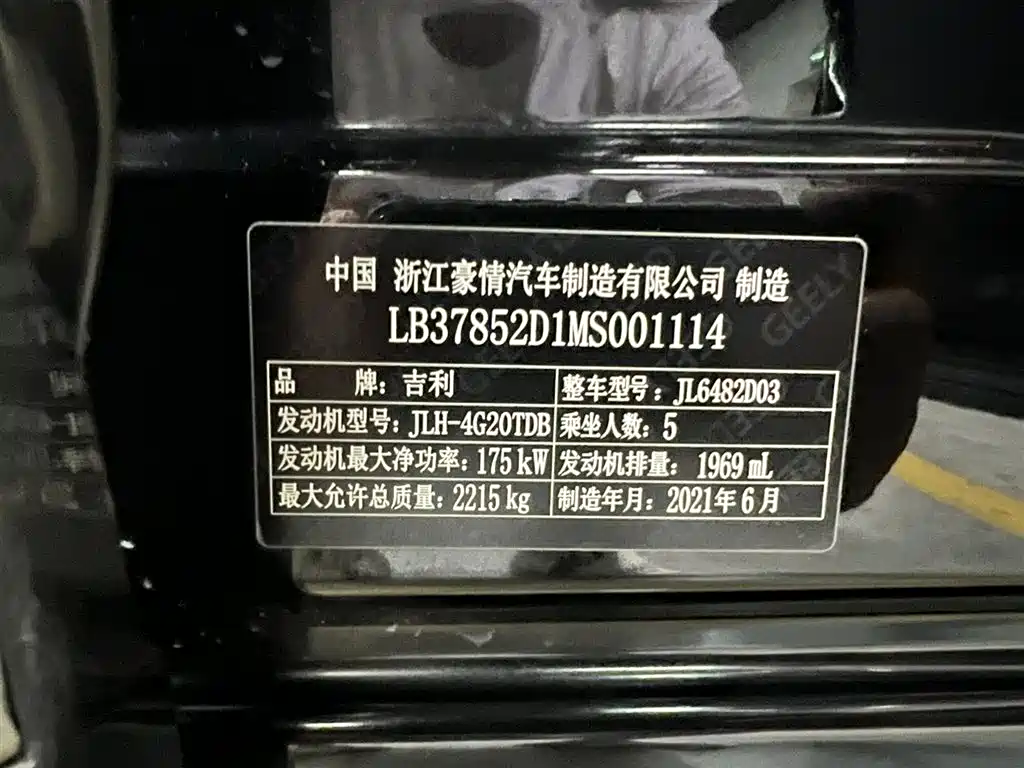 中国 浙江豪情汽车制造有限公司 制造
LB37852D1MS001114
品 牌: 吉利 整车型号: JL6482D03
发动机型号: JLH-4G20TDB 乘坐人数: 5
发动机最大净功率: 175 kW 发动机排量: 1969 mL
最大允许总质量: 2215 kg 制造年月: 2021年6月
GEELY